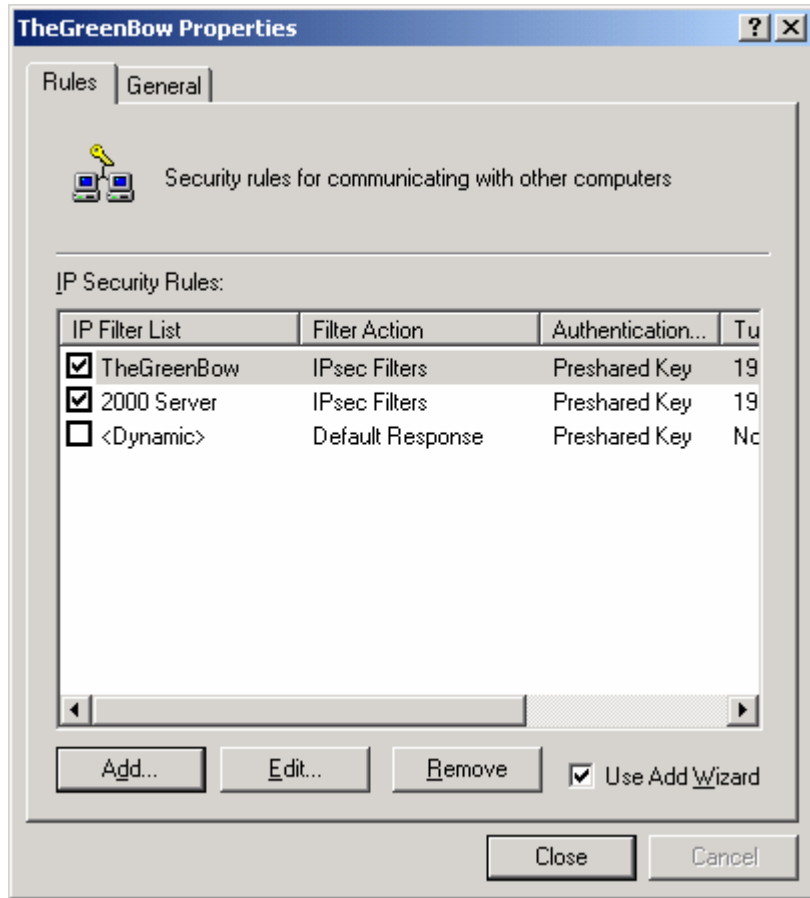 TheGreenBow Properties
Rules General
Security rules for communicating with other computers
IP Security Rules:
IP Filter List Filter Action Authentication... Tu
TheGreenBow IPsec Filters Preshared Key 19
2000 Server IPsec Filters Preshared Key 19
<Dynamic> Default Response Preshared Key No
Add... Edit... Remove Use Add Wizard
Close Cancel